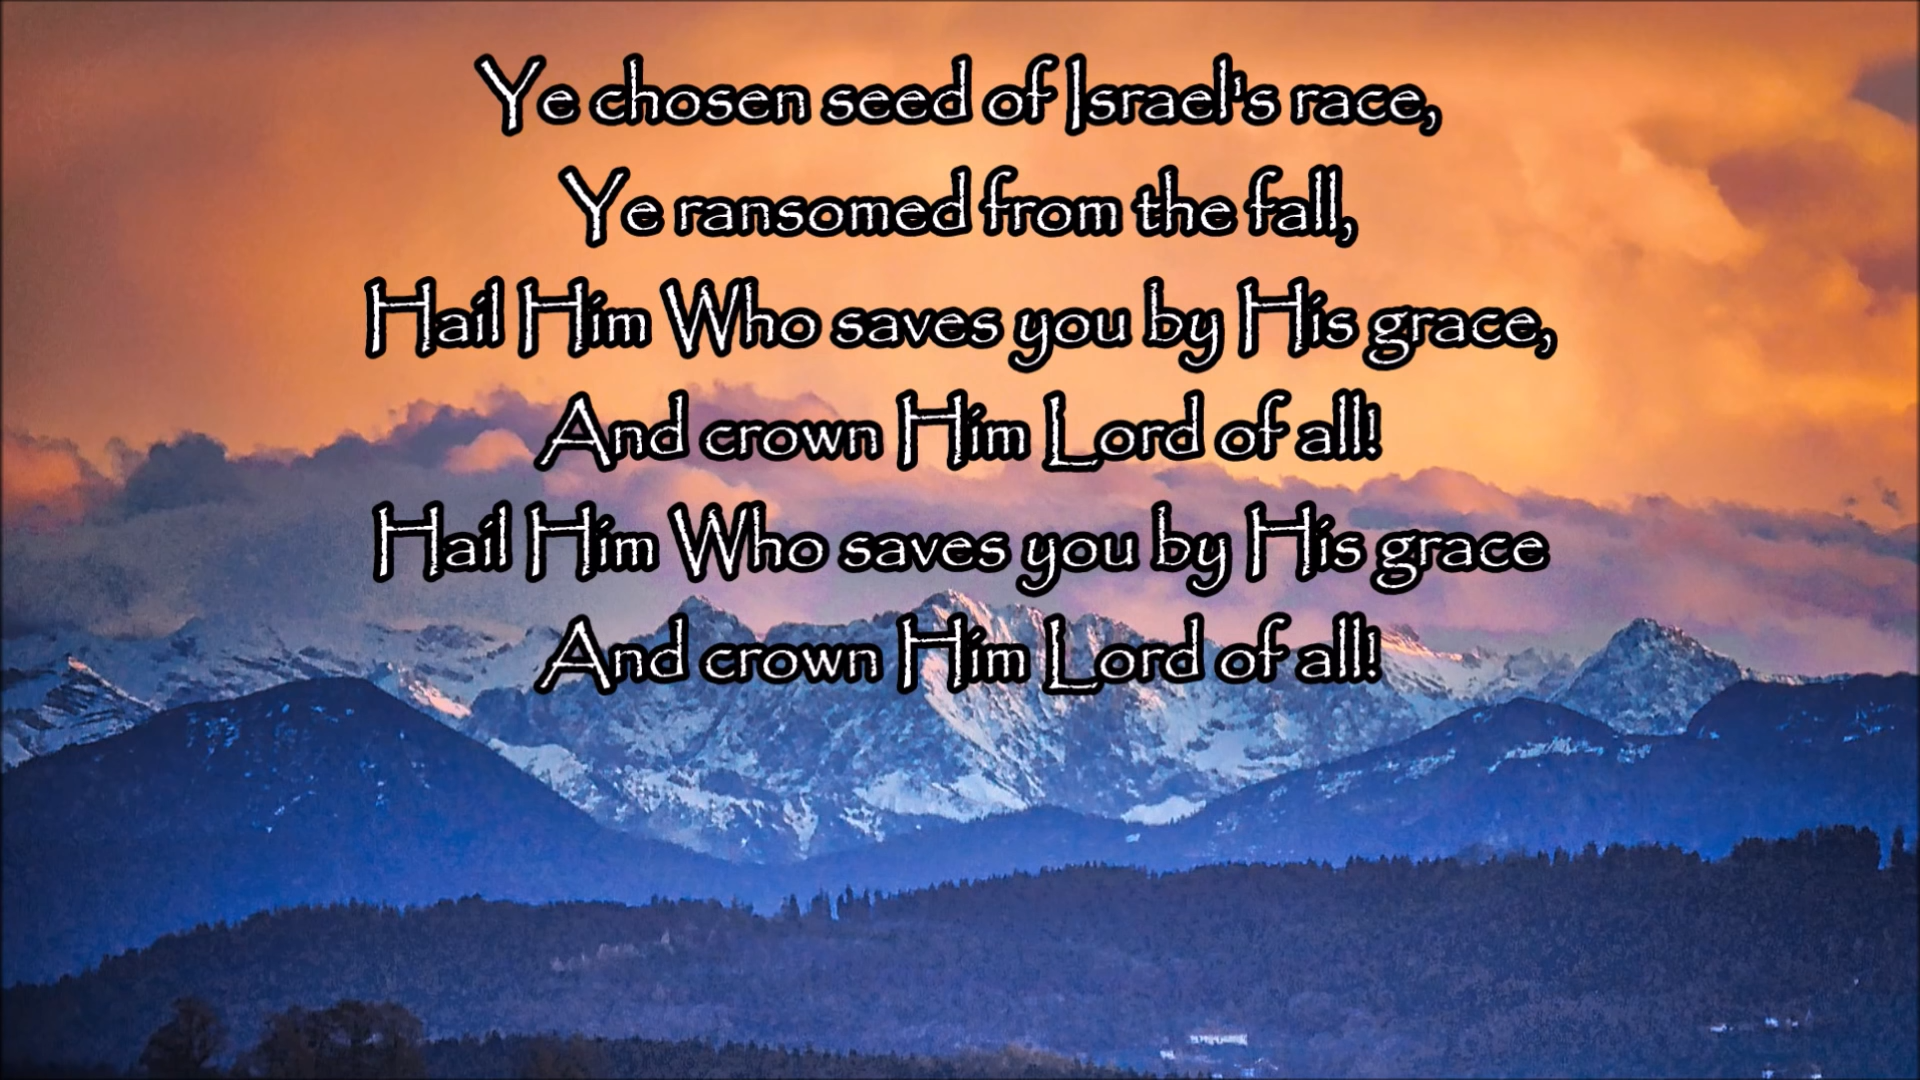 Ye chosen seed of Israel's race,
Ye ransomed from the fall,
Hail Him Who saves you by His grace,
And crown Him Lord of all!
Hail Him Who saves you by His grace
And crown Him Lord of all!